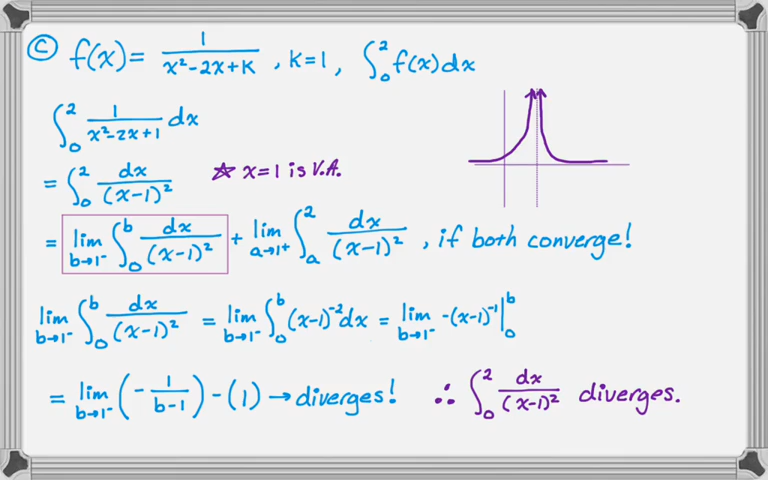 Ⓒ f(x) = 1/(x²-2x+K), K=1, ∫₀² f(x)dx
∫₀² 1/(x²-2x+1) dx
= ∫₀² dx/(x-1)² ☆ x=1 is V.A.
= lim b→1⁻ ∫₀ᵇ dx/(x-1)² + lim a→1⁺ ∫ₐ² dx/(x-1)², if both converge!
lim b→1⁻ ∫₀ᵇ dx/(x-1)² = lim b→1⁻ ∫₀ᵇ (x-1)⁻² dx = lim b→1⁻ -(x-1)⁻¹|₀ᵇ
= lim b→1⁻ (-1/(b-1)) - (1) → diverges! ∴ ∫₀² dx/(x-1)² diverges.